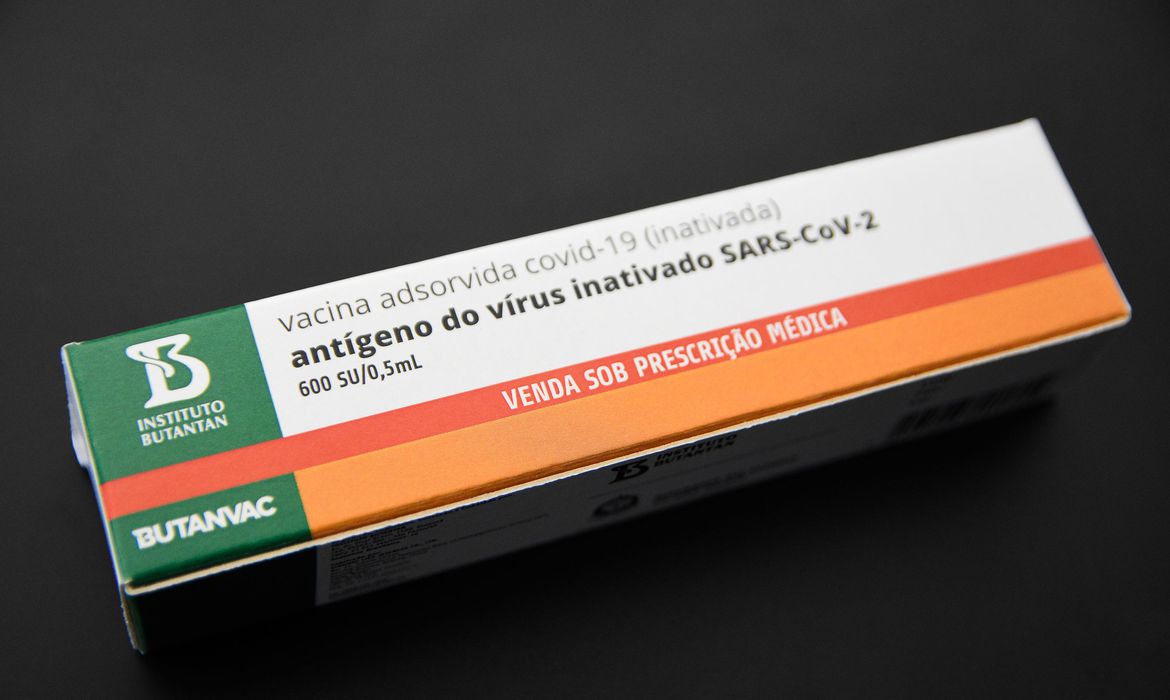 vacina adsorvida covid-19 (inativada)
antígeno do vírus inativado SARS-CoV-2
600 SU/0,5mL
VENDA SOB PRESCRIÇÃO MÉDICA
INSTITUTO
BUTANTAN
BUTANVAC
INSTITUTO
BUTANTAN